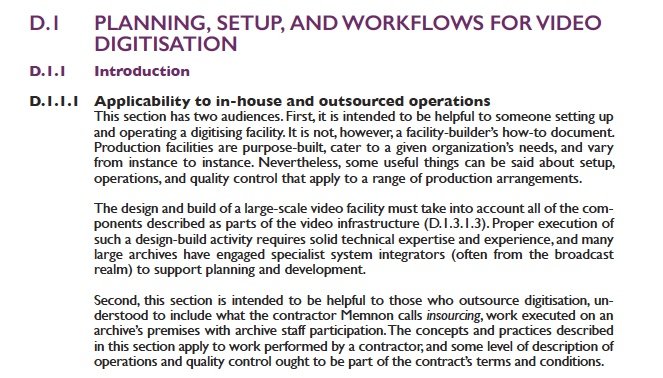 D.1 PLANNING, SETUP, AND WORKFLOWS FOR VIDEO
DIGITISATION
D.1.1 Introduction
D.1.1.1 Applicability to in-house and outsourced operations
This section has two audiences. First, it is intended to be helpful to someone setting up
and operating a digitising facility. It is not, however, a facility-builder's how-to document.
Production facilities are purpose-built, cater to a given organization's needs, and vary
from instance to instance. Nevertheless, some useful things can be said about setup,
operations, and quality control that apply to a range of production arrangements.
The design and build of a large-scale video facility must take into account all of the com-
ponents described as parts of the video infrastructure (D.1.3.1.3). Proper execution of
such a design-build activity requires solid technical expertise and experience, and many
large archives have engaged specialist system integrators (often from the broadcast
realm) to support planning and development.
Second, this section is intended to be helpful to those who outsource digitisation, un-
derstood to include what the contractor Memnon calls insourcing, work executed on an
archive's premises with archive staff participation. The concepts and practices described
in this section apply to work performed by a contractor, and some level of description of
operations and quality control ought to be part of the contract's terms and conditions.